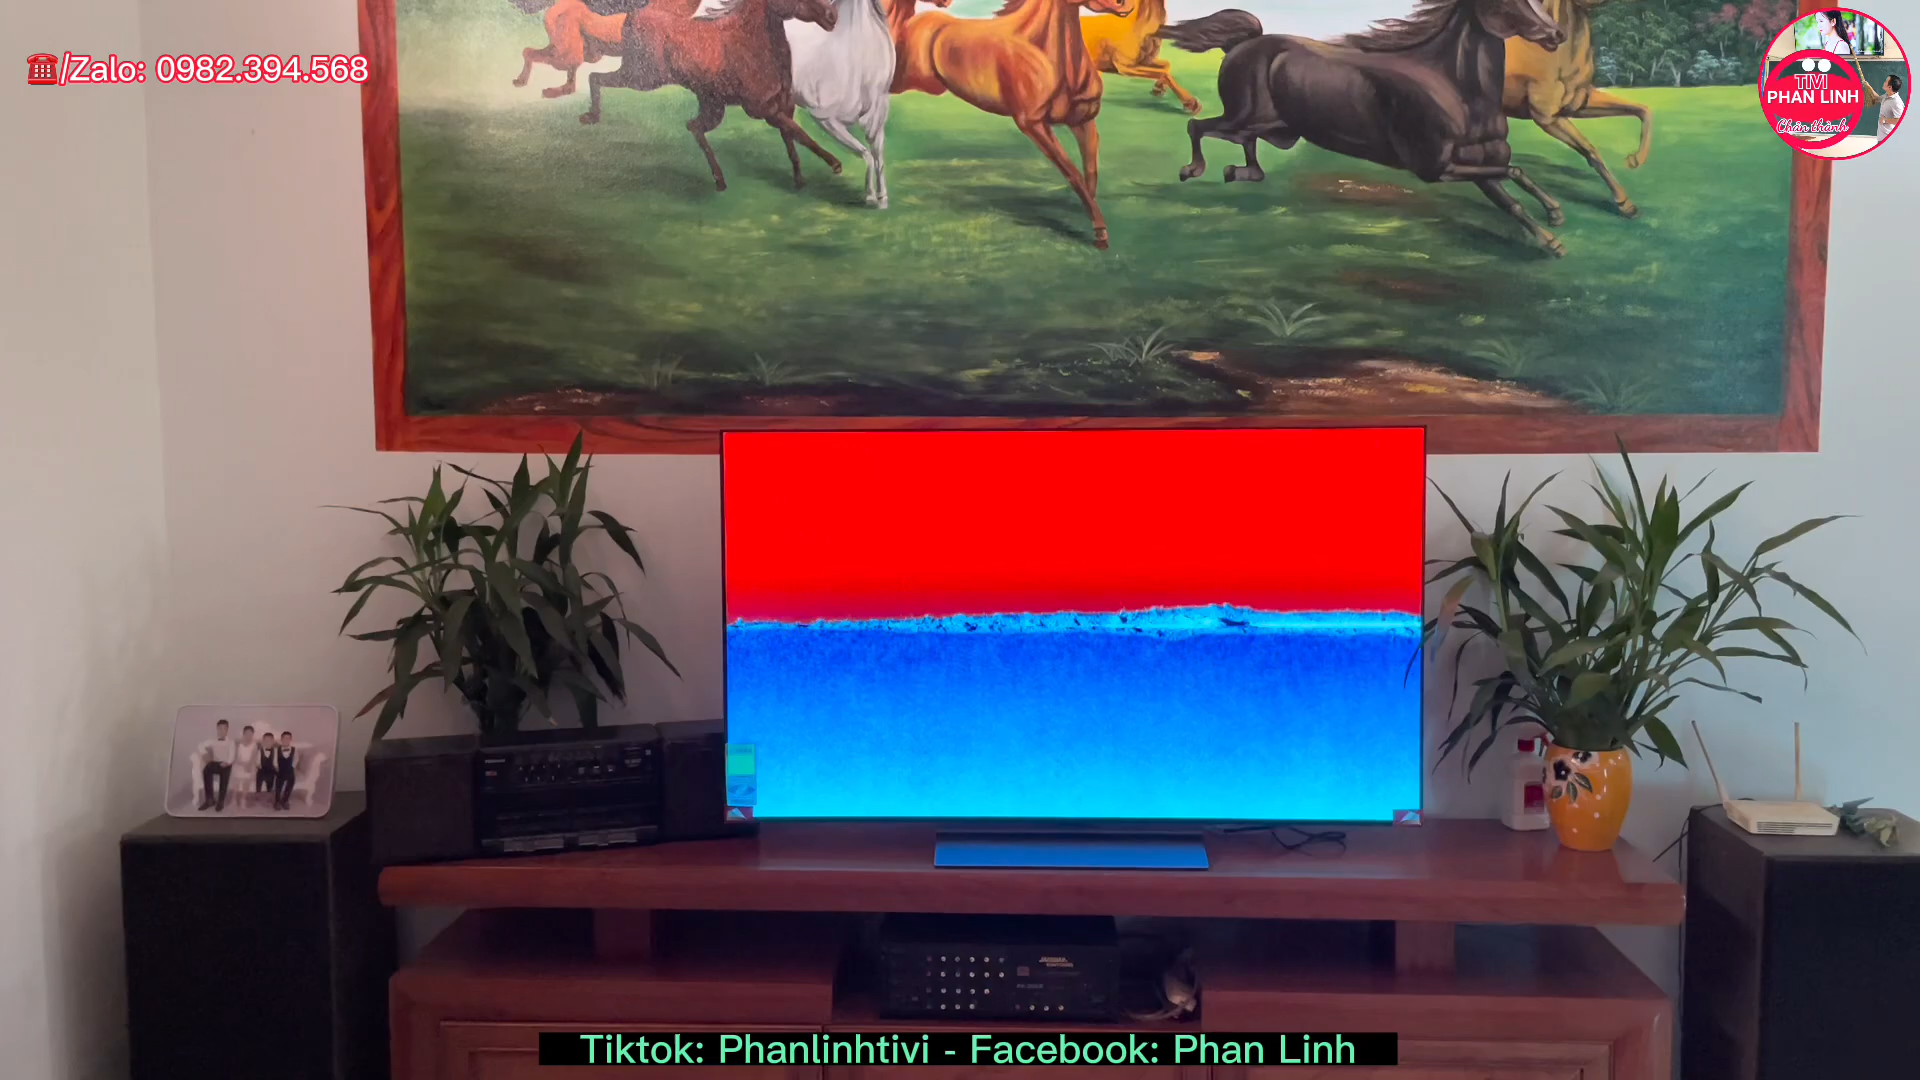 ☎️/Zalo: 0982.394.568
TIVI
PHAN LINH
Chân thành
Tiktok: Phanlinhtivi - Facebook: Phan Linh